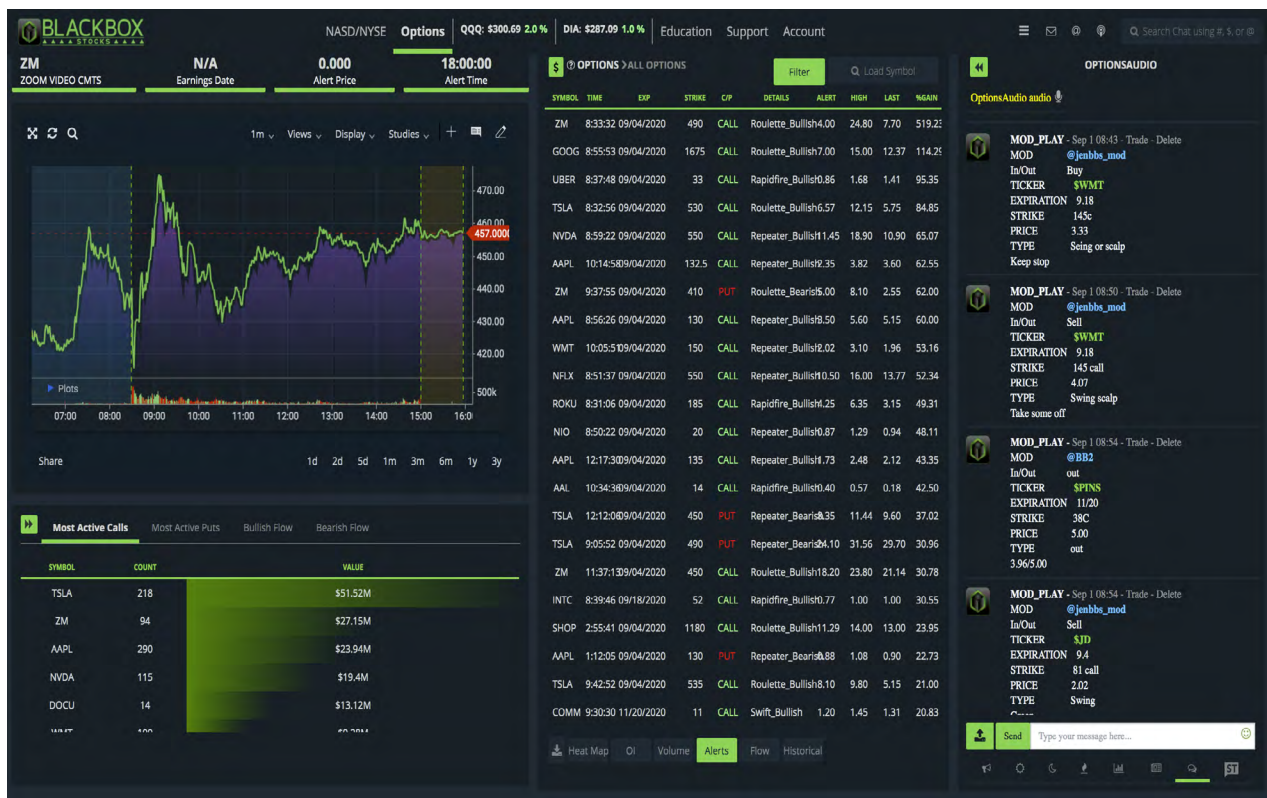 BLACKBOX
STOCKS
NASD/NYSE Options QQQ: $300.69 2.0 % DIA: $287.09 1.0 % Education Support Account
Search Chat using #, $, or @
ZM N/A 0.000 18:00:00
ZOOM VIDEO CMTS Earnings Date Alert Price Alert Time
1m Views Display Studies
470.00
460.00
457.0000
450.00
440.00
430.00
420.00
Plots
500k
07:00 08:00 09:00 10:00 11:00 12:00 13:00 14:00 15:00 16:0
Share 1d 2d 5d 1m 3m 6m 1y 3y
Most Active Calls Most Active Puts Bullish Flow Bearish Flow
SYMBOL COUNT VALUE
TSLA 218 $51.52M
ZM 94 $27.15M
AAPL 290 $23.94M
NVDA 115 $19.4M
DOCU 14 $13.12M
$ OPTIONS >ALL OPTIONS Filter Load Symbol
SYMBOL TIME EXP STRIKE C/P DETAILS ALERT HIGH LAST %GAIN
ZM 8:33:32 09/04/2020 490 CALL Roulette_Bullish 4.00 24.80 7.70 519.23
GOOG 8:55:53 09/04/2020 1675 CALL Roulette_Bullish 7.00 15.00 12.37 114.29
UBER 8:37:48 09/04/2020 33 CALL Rapidfire_Bullish 0.86 1.68 1.41 95.35
TSLA 8:32:56 09/04/2020 530 CALL Roulette_Bullish 6.57 12.15 5.75 84.85
NVDA 8:59:22 09/04/2020 550 CALL Repeater_Bullish 11.45 18.90 10.90 65.07
AAPL 10:14:58 09/04/2020 132.5 CALL Repeater_Bullish 2.35 3.82 3.60 62.55
ZM 9:37:55 09/04/2020 410 PUT Roulette_Bearish 5.00 8.10 2.55 62.00
AAPL 8:56:26 09/04/2020 130 CALL Repeater_Bullish 3.50 5.60 5.15 60.00
WMT 10:05:51 09/04/2020 150 CALL Repeater_Bullish 2.02 3.10 1.96 53.16
NFLX 8:51:37 09/04/2020 550 CALL Repeater_Bullish 10.50 16.00 13.77 52.34
ROKU 8:31:06 09/04/2020 185 CALL Rapidfire_Bullish 4.25 6.35 3.15 49.31
NIO 8:50:22 09/04/2020 20 CALL Repeater_Bullish 0.87 1.29 0.94 48.11
AAPL 12:17:30 09/04/2020 135 CALL Repeater_Bullish 1.73 2.48 2.12 43.35
AAL 10:34:36 09/04/2020 14 CALL Rapidfire_Bullish 0.40 0.57 0.18 42.50
TSLA 12:12:06 09/04/2020 450 PUT Repeater_Bearish 8.35 11.44 9.60 37.02
TSLA 9:05:52 09/04/2020 490 PUT Repeater_Bearish 24.10 31.56 29.70 30.96
ZM 11:37:13 09/04/2020 450 CALL Roulette_Bullish 18.20 23.80 21.14 30.78
INTC 8:39:46 09/18/2020 52 CALL Rapidfire_Bullish 0.77 1.00 1.00 30.55
SHOP 2:55:41 09/04/2020 1180 CALL Roulette_Bullish 11.29 14.00 13.00 23.95
AAPL 1:12:05 09/04/2020 130 PUT Repeater_Bearish 0.88 1.08 0.90 22.73
TSLA 9:42:52 09/04/2020 535 CALL Roulette_Bullish 8.10 9.80 5.15 21.00
COMM 9:30:30 11/20/2020 11 CALL Swift_Bullish 1.20 1.45 1.31 20.83
Heat Map OI Volume Alerts Flow Historical
OPTIONSAUDIO
OptionsAudio audio
MOD_PLAY - Sep 1 08:43 - Trade - Delete
MOD @jenbbs_mod
In/Out Buy
TICKER $WMT
EXPIRATION 9.18
STRIKE 145c
PRICE 3.33
TYPE Seing or scalp
Keep stop
MOD_PLAY - Sep 1 08:50 - Trade - Delete
MOD @jenbbs_mod
In/Out Sell
TICKER $WMT
EXPIRATION 9.18
STRIKE 145 call
PRICE 4.07
TYPE Swing scalp
Take some off
MOD_PLAY - Sep 1 08:54 - Trade - Delete
MOD @BB2
In/Out out
TICKER $PINS
EXPIRATION 11/20
STRIKE 38C
PRICE 5.00
TYPE out
3.96/5.00
MOD_PLAY - Sep 1 08:54 - Trade - Delete
MOD @jenbbs_mod
In/Out Sell
TICKER $JD
EXPIRATION 9.4
STRIKE 81 call
PRICE 2.02
TYPE Swing
Send Type your message here...
ST